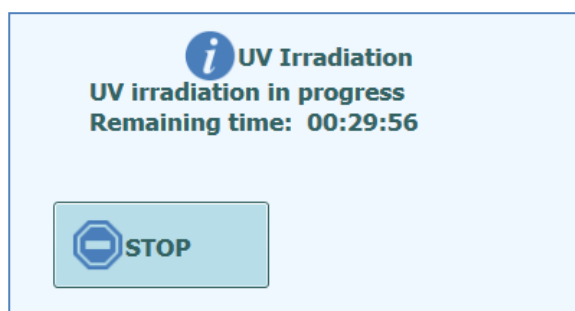 UV Irradiation
UV irradiation in progress
Remaining time: 00:29:56
STOP